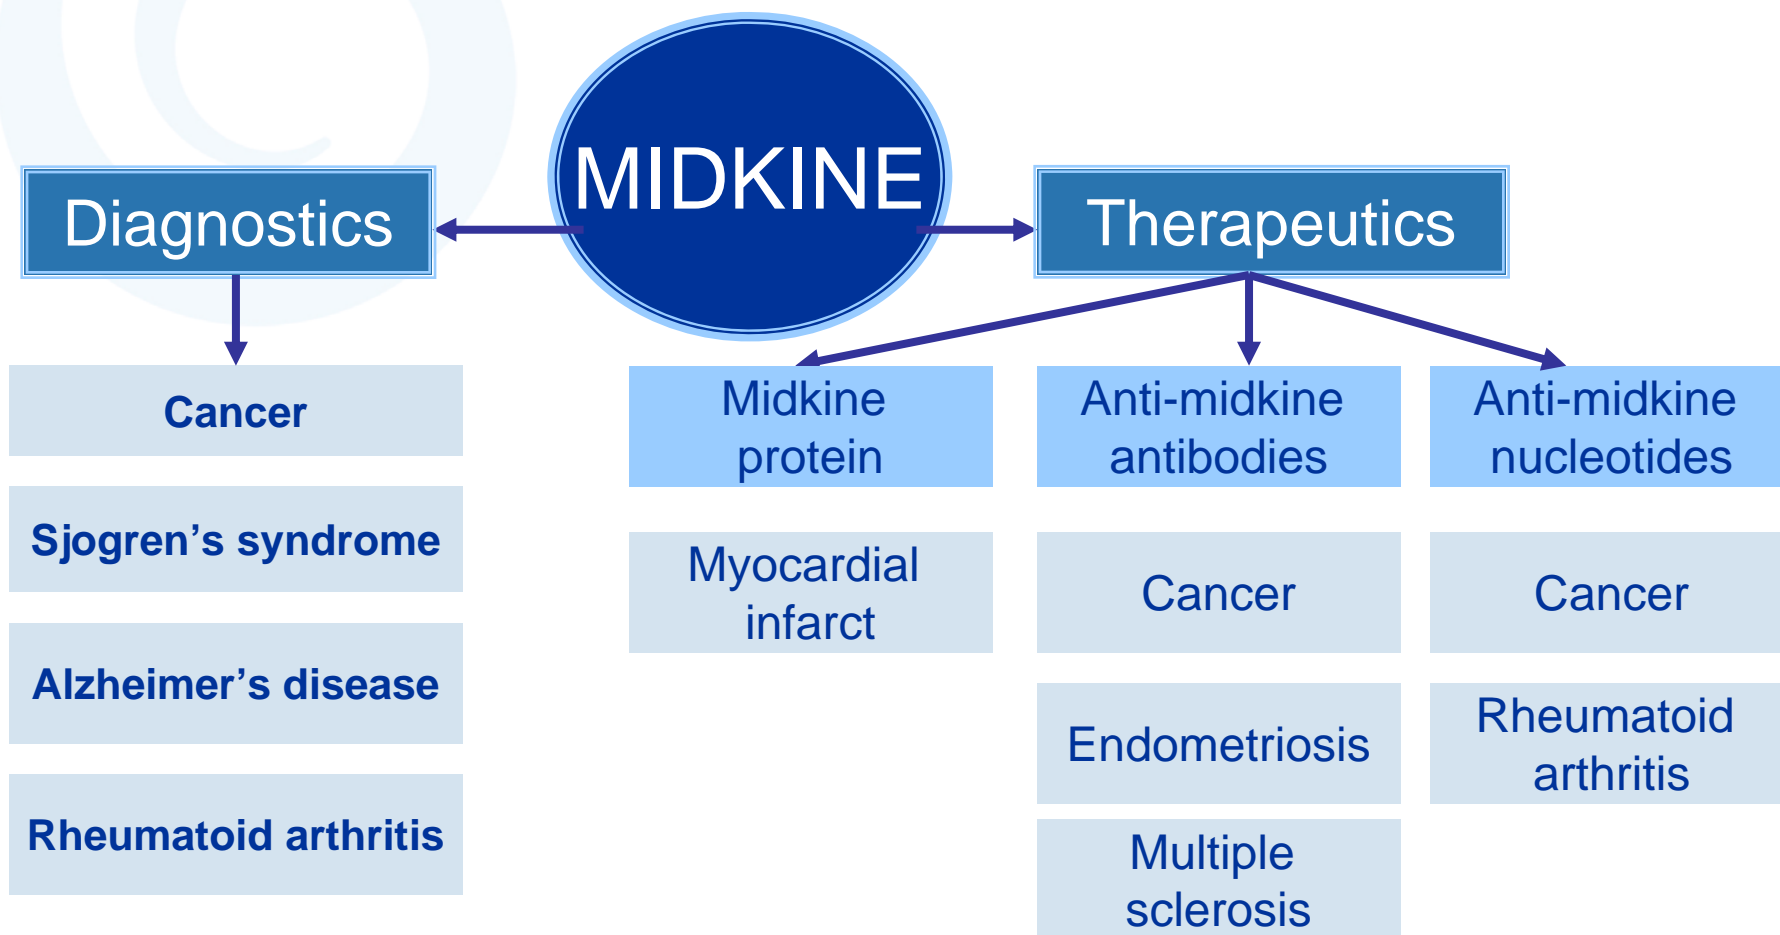 MIDKINE
Diagnostics
Therapeutics
Cancer
Sjogren’s syndrome
Alzheimer’s disease
Rheumatoid arthritis
Midkine
protein
Myocardial
infarct
Anti-midkine
antibodies
Cancer
Endometriosis
Multiple
sclerosis
Anti-midkine
nucleotides
Cancer
Rheumatoid
arthritis